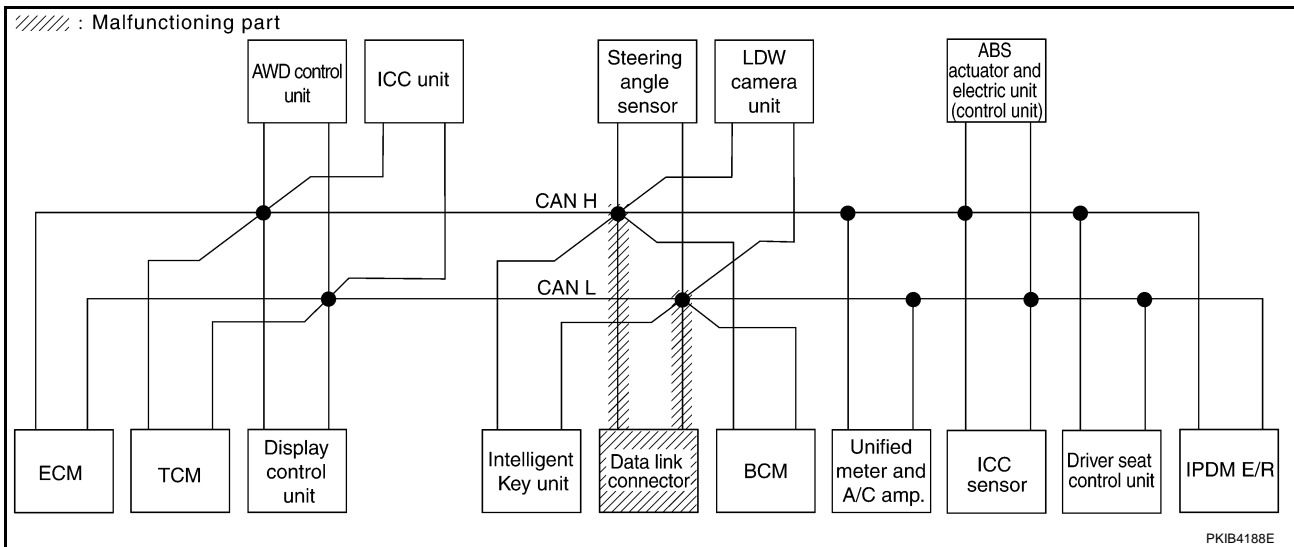 : Malfunctioning part
AWD control
unit
ICC unit
Steering
angle
sensor
LDW
camera
unit
ABS
actuator and
electric unit
(control unit)
CAN H
CAN L
ECM
TCM
Display
control
unit
Intelligent
Key unit
Data link
connector
BCM
Unified
meter and
A/C amp.
ICC
sensor
Driver seat
control unit
IPDM E/R
PKIB4188E